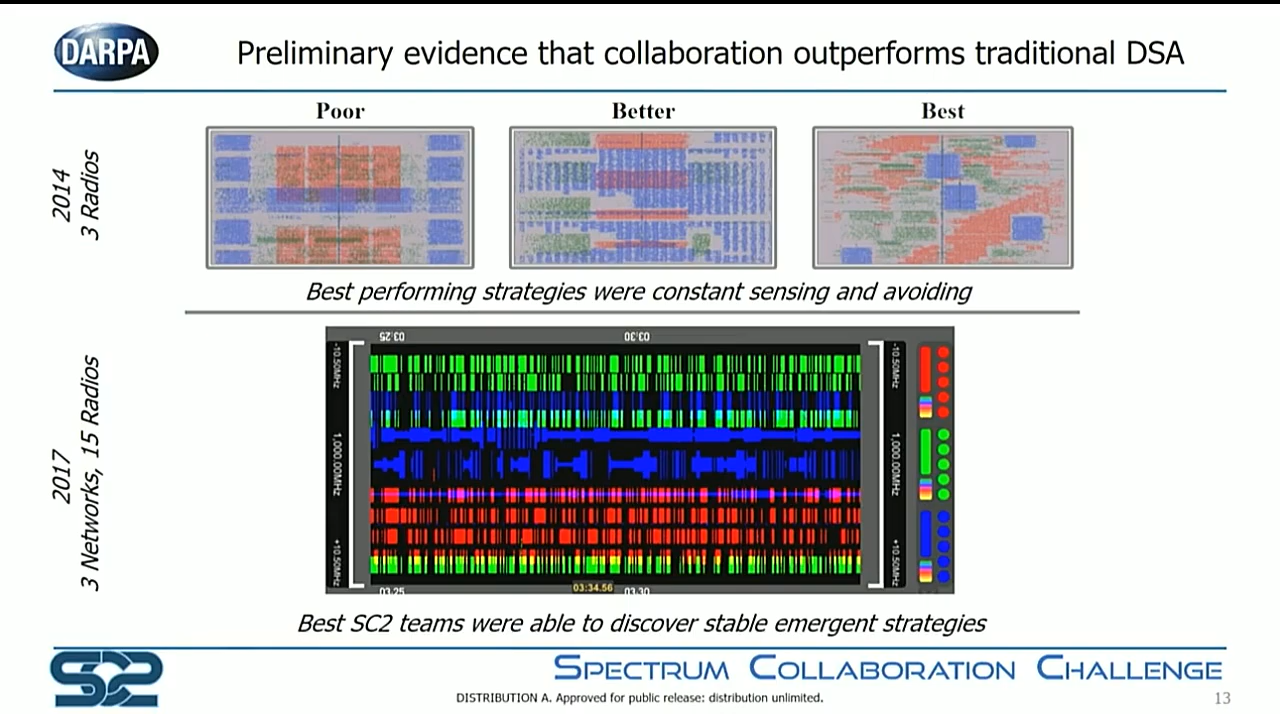 DARPA
Preliminary evidence that collaboration outperforms traditional DSA
Poor
Better
Best
2014
3 Radios
Best performing strategies were constant sensing and avoiding
2017
3 Networks, 15 Radios
03:25
03:30
-10.50MHz
1,000.00MHz
+10.50MHz
-10.50MHz
1,000.00MHz
+10.50MHz
03:25
03:34.56
03:30
Best SC2 teams were able to discover stable emergent strategies
SC2
SPECTRUM COLLABORATION CHALLENGE
DISTRIBUTION A. Approved for public release: distribution unlimited.
13